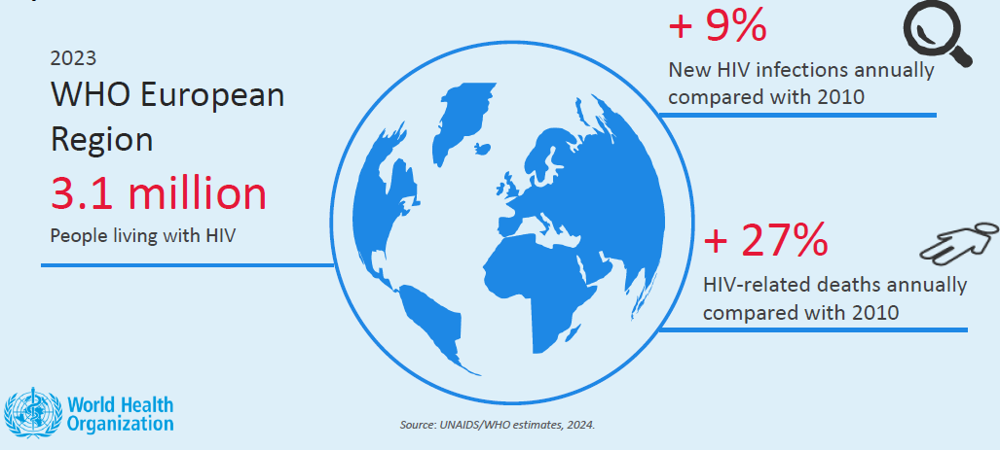 2023
WHO European
Region
3.1 million
People living with HIV
+ 9%
New HIV infections annually
compared with 2010
+ 27%
HIV-related deaths annually
compared with 2010
World Health
Organization
Source: UNAIDS/WHO estimates, 2024.